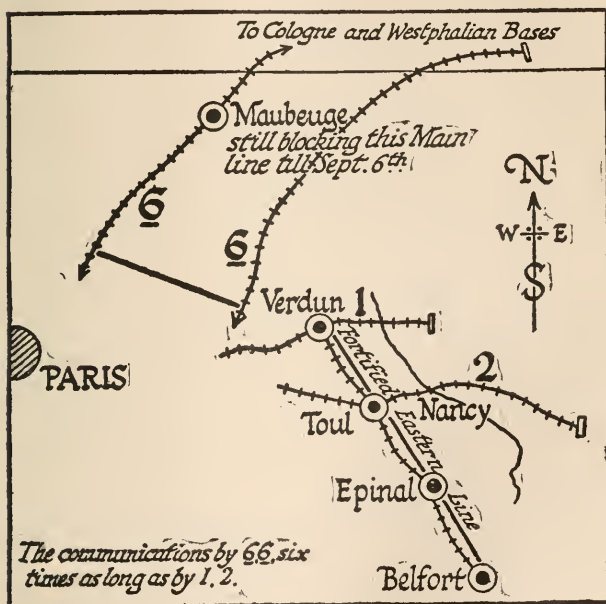 To Cologne and Westphalian Bases
Maubeuge
still blocking this Main
line till Sept. 6th
N
W E
S
6
6
Verdun 1
PARIS
2
Toul
Nancy
Fortified Eastern Line
Epinal
Belfort
The communications by 6.6. six
times as long as by 1. 2.